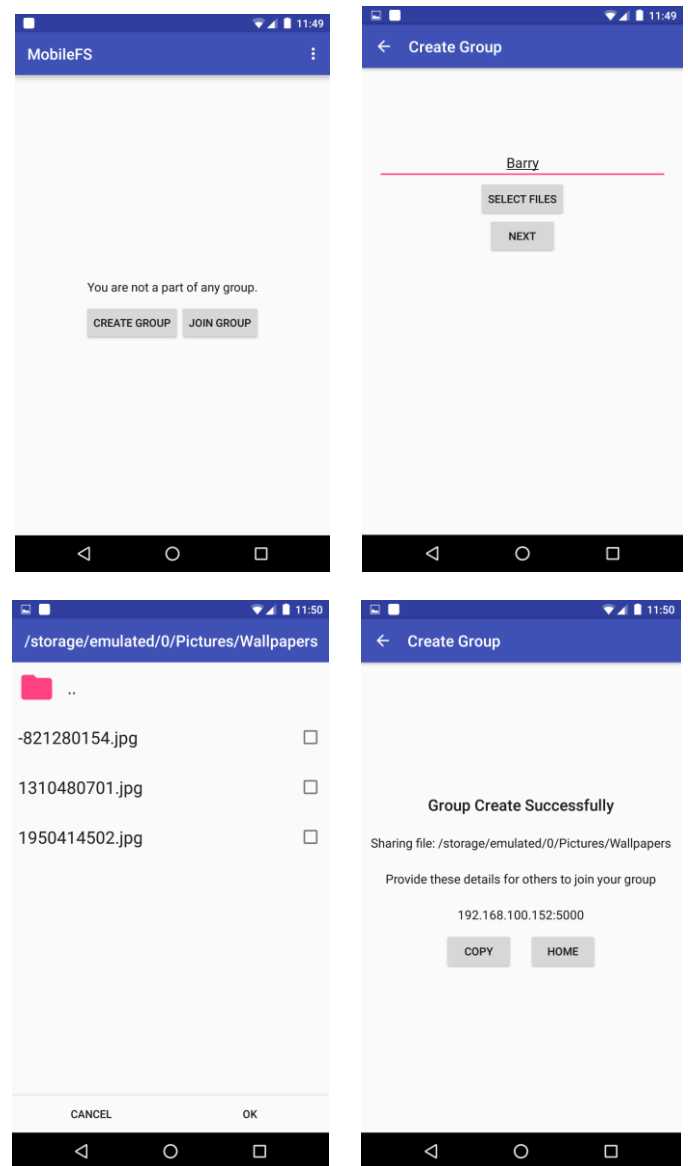 11:49
MobileFS
You are not a part of any group.
CREATE GROUP JOIN GROUP
11:49
Create Group
Barry
SELECT FILES
NEXT
11:50
/storage/emulated/0/Pictures/Wallpapers
..
-821280154.jpg
1310480701.jpg
1950414502.jpg
CANCEL OK
11:50
Create Group
Group Create Successfully
Sharing file: /storage/emulated/0/Pictures/Wallpapers
Provide these details for others to join your group
192.168.100.152:5000
COPY HOME